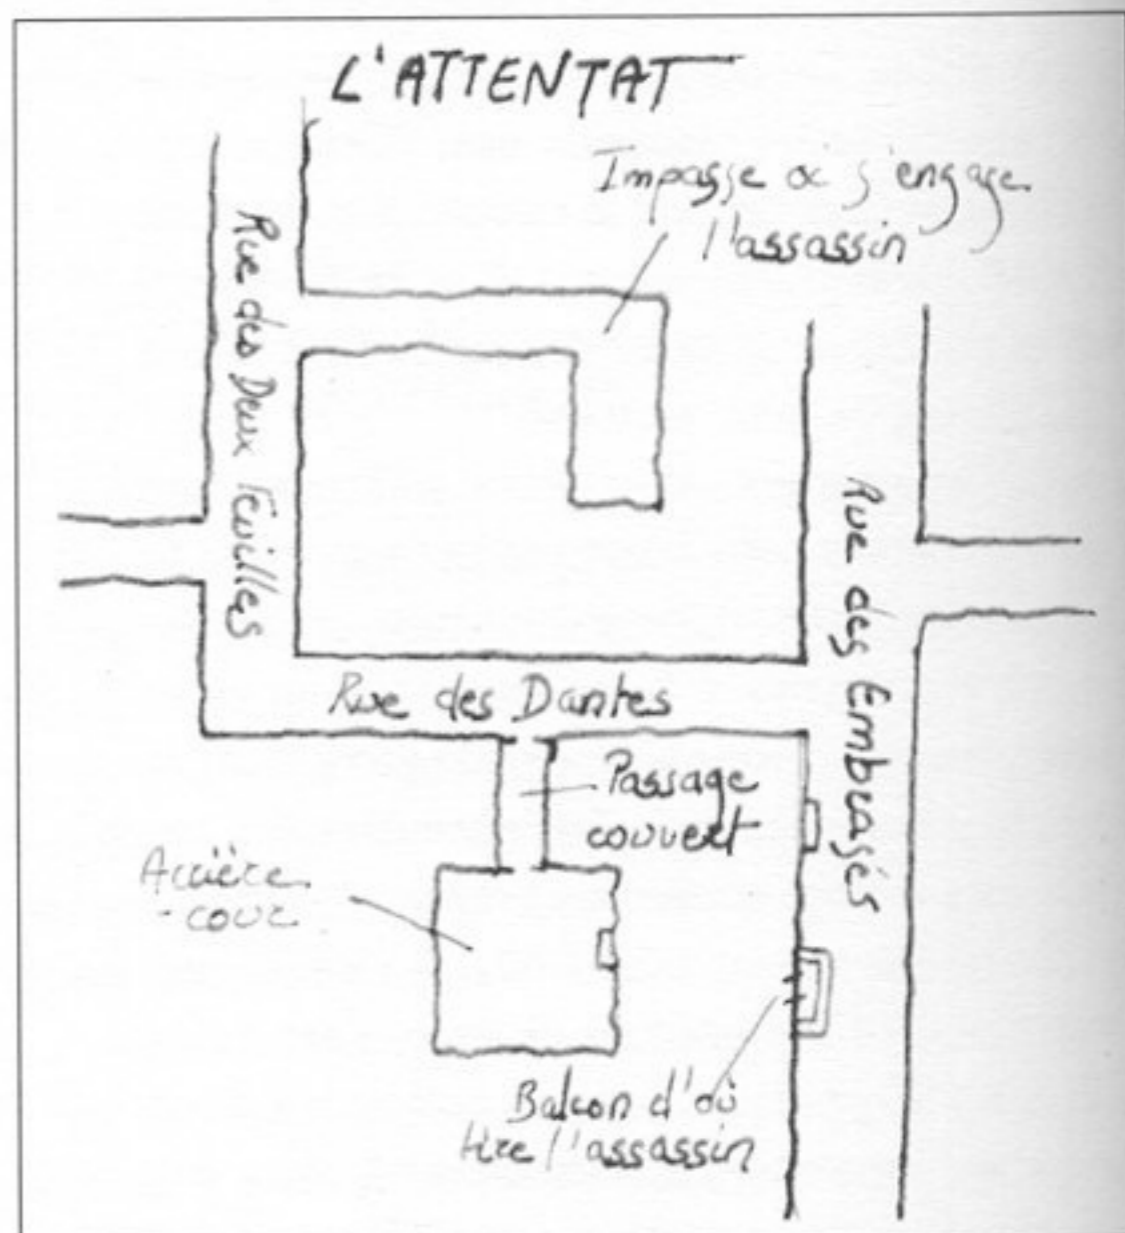 L'ATTENTAT
Impasse où s'engage
l'assassin
Rue des Deux Feuilles
Rue des Embrasés
Rue des Dantes
Passage
couvert
Arrière
-cour
Balcon d'où
tire l'assassin